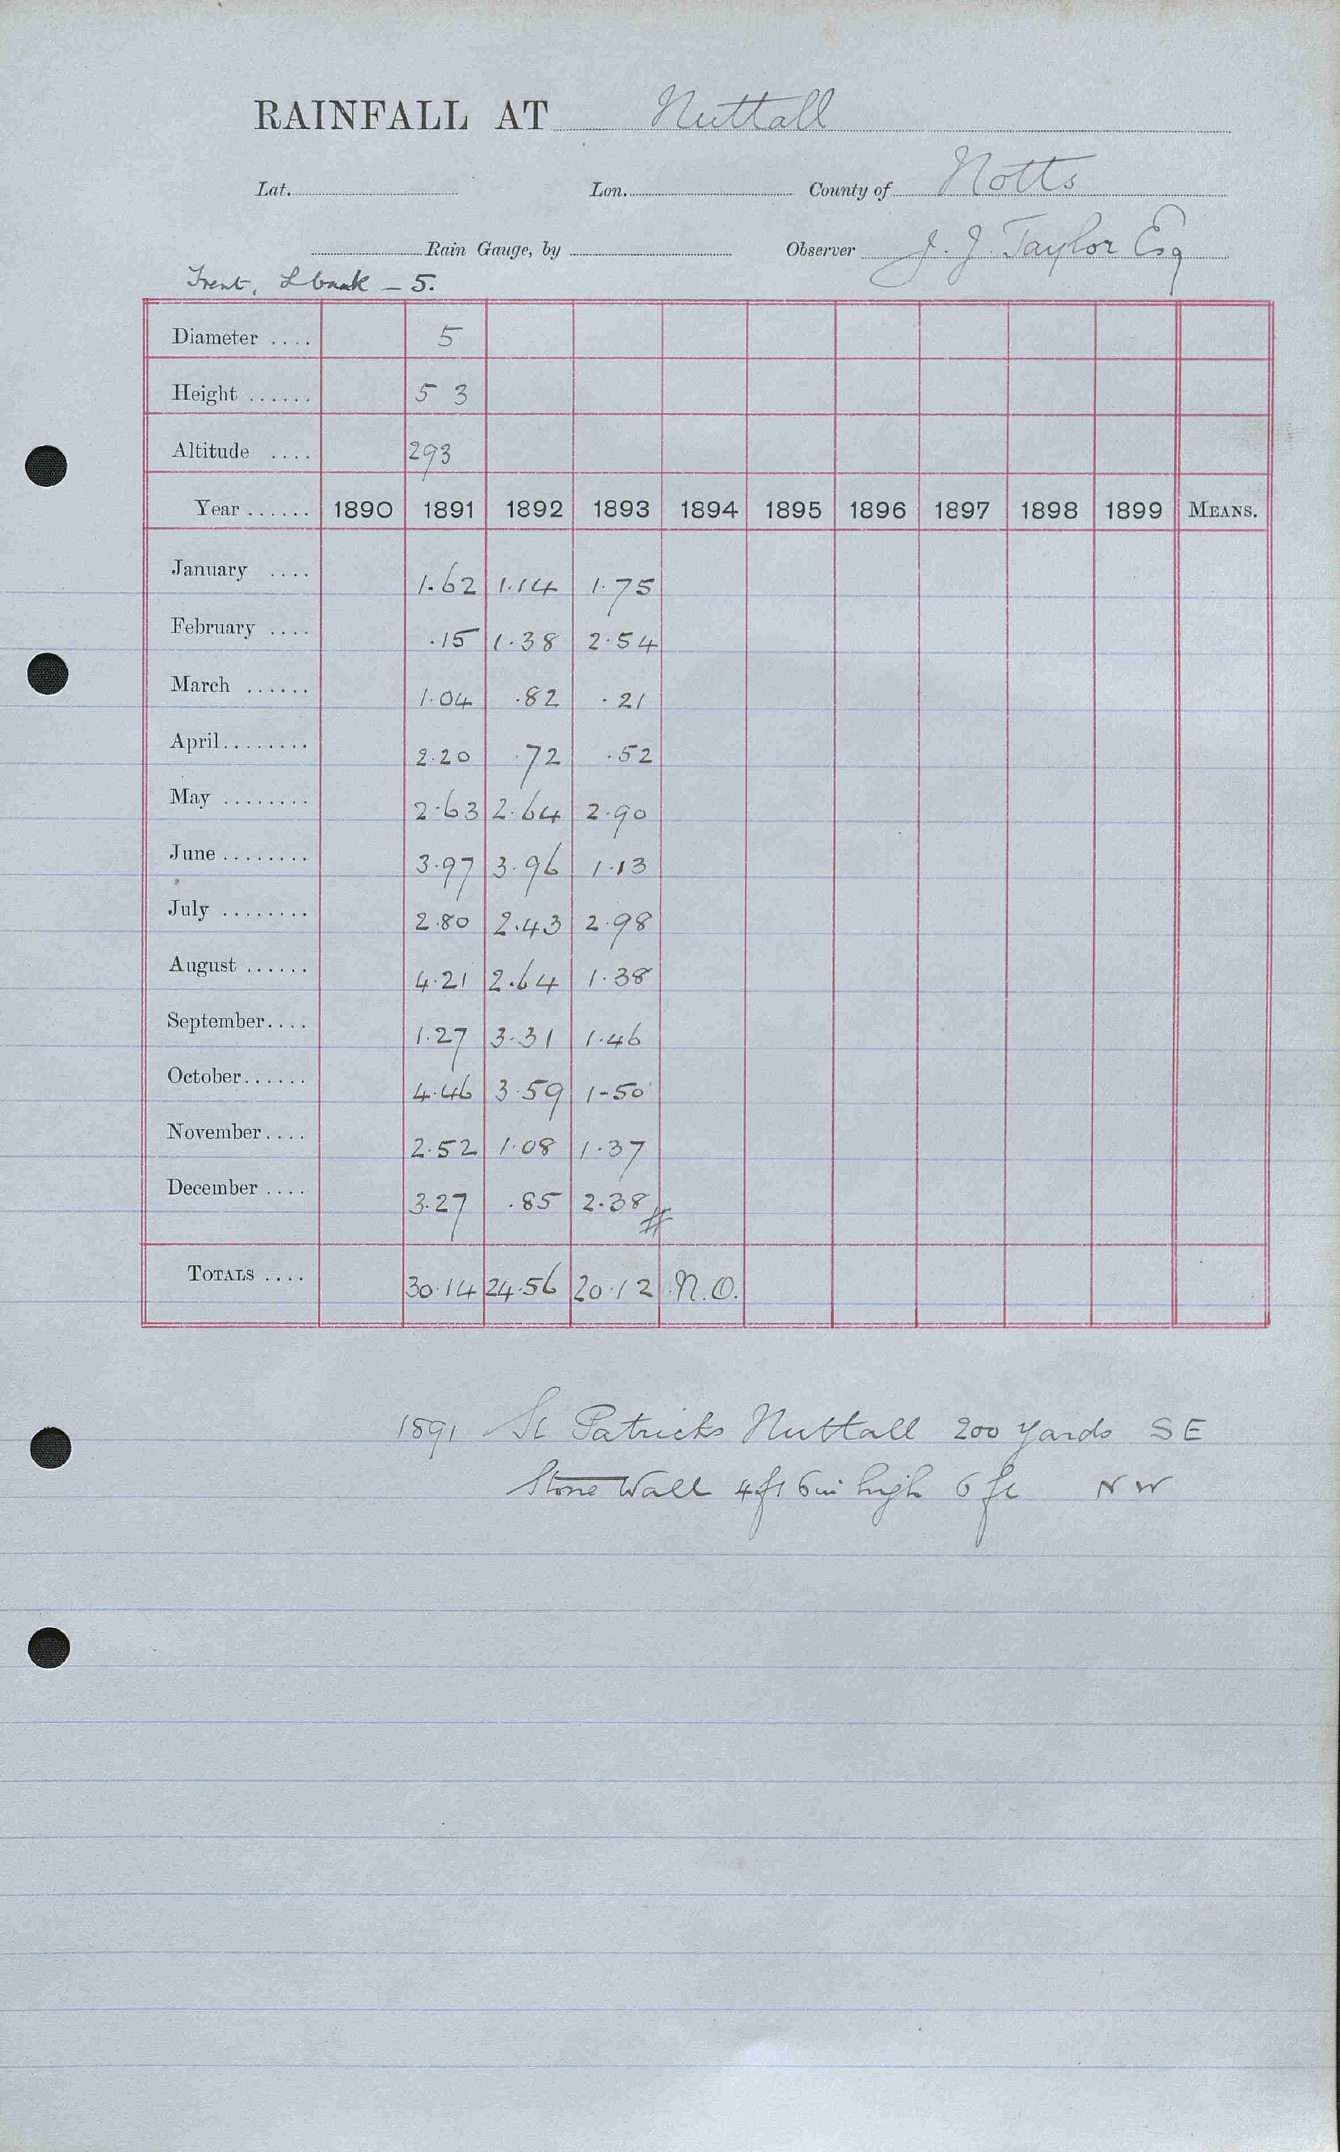 RAINFALL AT Nuttall
Lat. Lon. County of Notts
Rain Gauge, by Observer J. J. Taylor Esq
Trent, L bank - 5.
Diameter .... 5
Height ...... 5 3
Altitude .... 293
Year ...... 1890 1891 1892 1893 1894 1895 1896 1897 1898 1899 MEANS.
January .... 1.62 1.14 1.75
February .... .15 1.38 2.54
March ...... 1.04 .82 .21
April ........ 2.20 .72 .52
May ........ 2.63 2.64 2.90
June ........ 3.97 3.96 1.13
July ........ 2.80 2.43 2.98
August ...... 4.21 2.64 1.38
September.... 1.27 3.31 1.46
October...... 4.46 3.59 1-50
November.... 2.52 1.08 1.37
December .... 3.27 .85 2.38 #
TOTALS .... 30.14 24.56 20.12 N.O.
1891 St Patricks Nuttall 200 yards SE
Stone Wall 4ft 6in high 6 ft NW